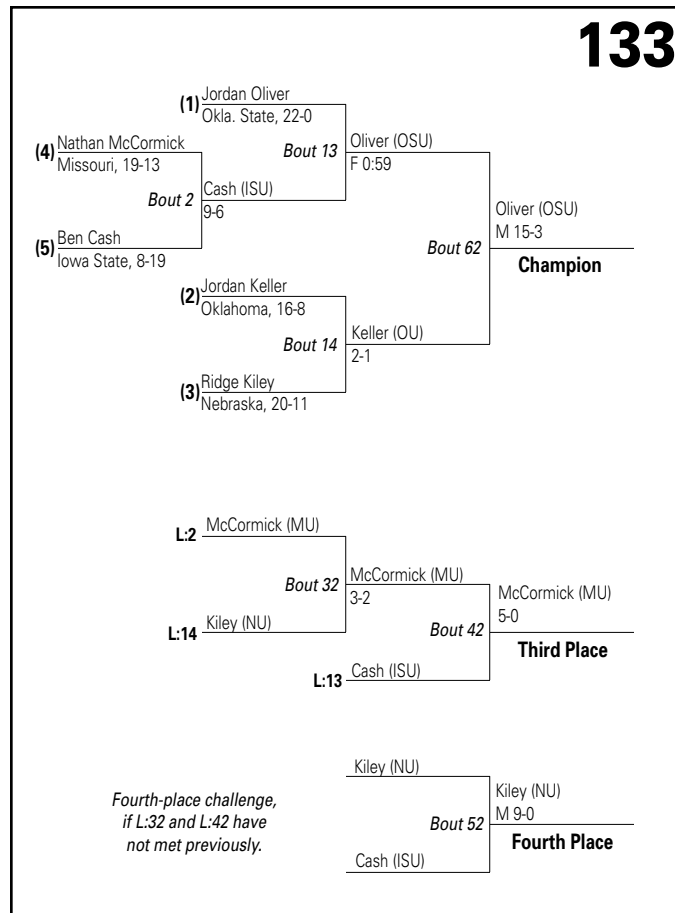 133
(1) Jordan Oliver
Okla. State, 22-0
(4) Nathan McCormick
Missouri, 19-13
Bout 13
Oliver (OSU)
F 0:59
Bout 2
Cash (ISU)
9-6
(5) Ben Cash
Iowa State, 8-19
Bout 62
Oliver (OSU)
M 15-3
Champion
(2) Jordan Keller
Oklahoma, 16-8
Bout 14
Keller (OU)
2-1
(3) Ridge Kiley
Nebraska, 20-11
L:2 McCormick (MU)
Bout 32
McCormick (MU)
3-2
L:14 Kiley (NU)
Bout 42
McCormick (MU)
5-0
Third Place
L:13 Cash (ISU)
Fourth-place challenge,
if L:32 and L:42 have
not met previously.
Kiley (NU)
Bout 52
Kiley (NU)
M 9-0
Fourth Place
Cash (ISU)